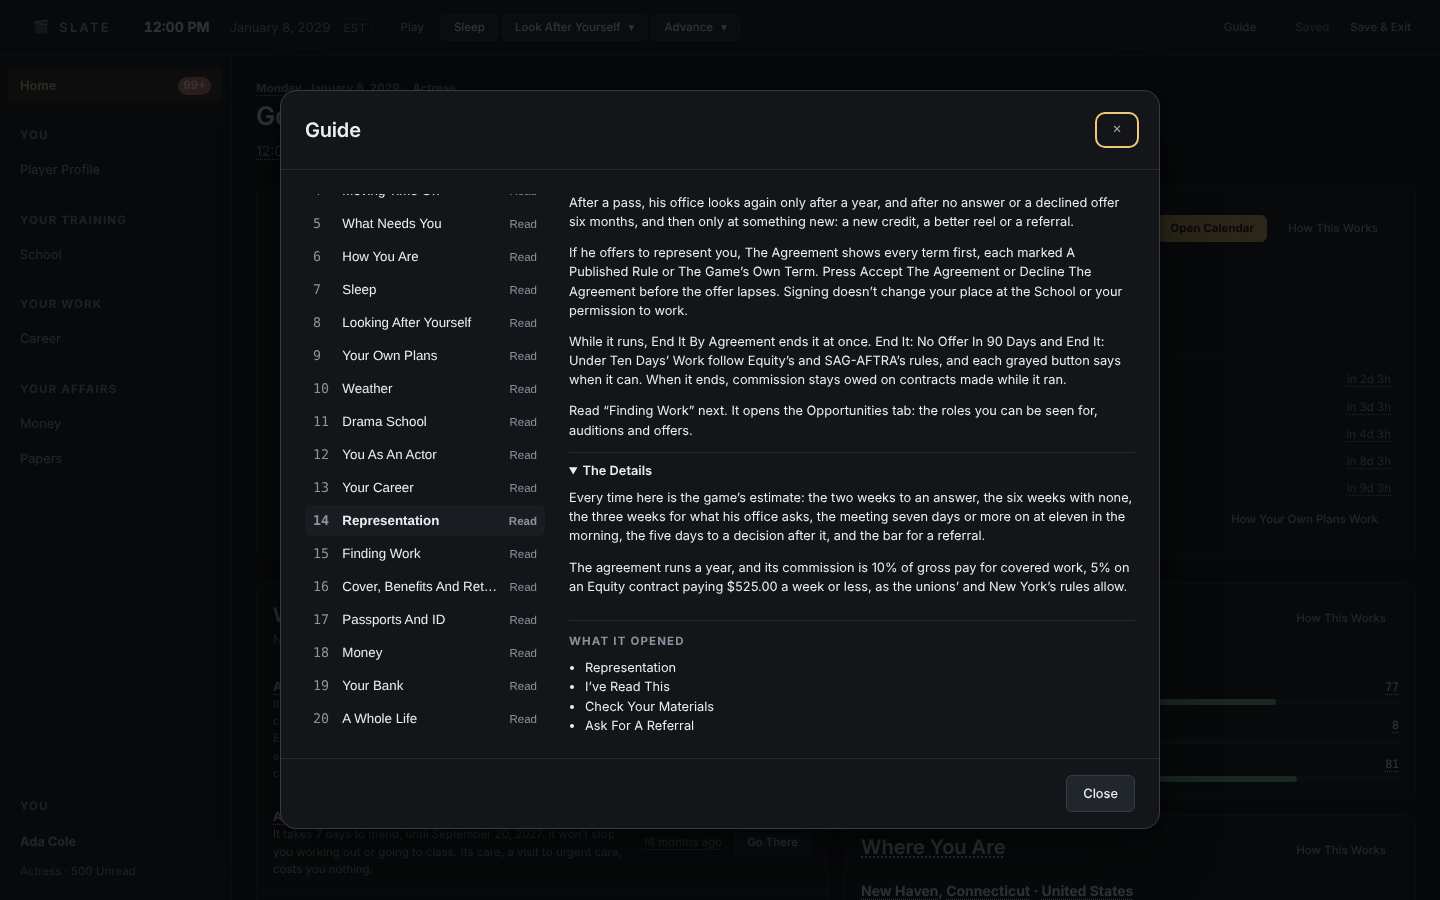 SLATE
12:00 PM
January 8, 2029 EST
Play
Sleep
Look After Yourself
Advance
Guide
Saved
Save & Exit
Home
99+
YOU
Player Profile
YOUR TRAINING
School
YOUR WORK
Career
YOUR AFFAIRS
Money
Papers
YOU
Ada Cole
Actress · 500 Unread
Monday, January 8, 2029 · Actress
Open Calendar
How This Works
in 2d 3h
in 3d 3h
in 4d 3h
in 8d 3h
in 9d 3h
How Your Own Plans Work
How This Works
77
8
81
Guide
×
5 What Needs You Read
6 How You Are Read
7 Sleep Read
8 Looking After Yourself Read
9 Your Own Plans Read
10 Weather Read
11 Drama School Read
12 You As An Actor Read
13 Your Career Read
14 Representation Read
15 Finding Work Read
16 Cover, Benefits And Ret… Read
17 Passports And ID Read
18 Money Read
19 Your Bank Read
20 A Whole Life Read
After a pass, his office looks again only after a year, and after no answer or a declined offer
six months, and then only at something new: a new credit, a better reel or a referral.
If he offers to represent you, The Agreement shows every term first, each marked A
Published Rule or The Game’s Own Term. Press Accept The Agreement or Decline The
Agreement before the offer lapses. Signing doesn’t change your place at the School or your
permission to work.
While it runs, End It By Agreement ends it at once. End It: No Offer In 90 Days and End It:
Under Ten Days’ Work follow Equity’s and SAG-AFTRA’s rules, and each grayed button says
when it can. When it ends, commission stays owed on contracts made while it ran.
Read “Finding Work” next. It opens the Opportunities tab: the roles you can be seen for,
auditions and offers.
▼ The Details
Every time here is the game’s estimate: the two weeks to an answer, the six weeks with none,
the three weeks for what his office asks, the meeting seven days or more on at eleven in the
morning, the five days to a decision after it, and the bar for a referral.
The agreement runs a year, and its commission is 10% of gross pay for covered work, 5% on
an Equity contract paying $525.00 a week or less, as the unions’ and New York’s rules allow.
WHAT IT OPENED
• Representation
• I’ve Read This
• Check Your Materials
• Ask For A Referral
Close
It takes 7 days to mend, until September 20, 2027. It won’t stop
you working out or going to class. Its care, a visit to urgent care,
costs you nothing.
16 months ago
Go There
Where You Are
How This Works
New Haven, Connecticut · United States